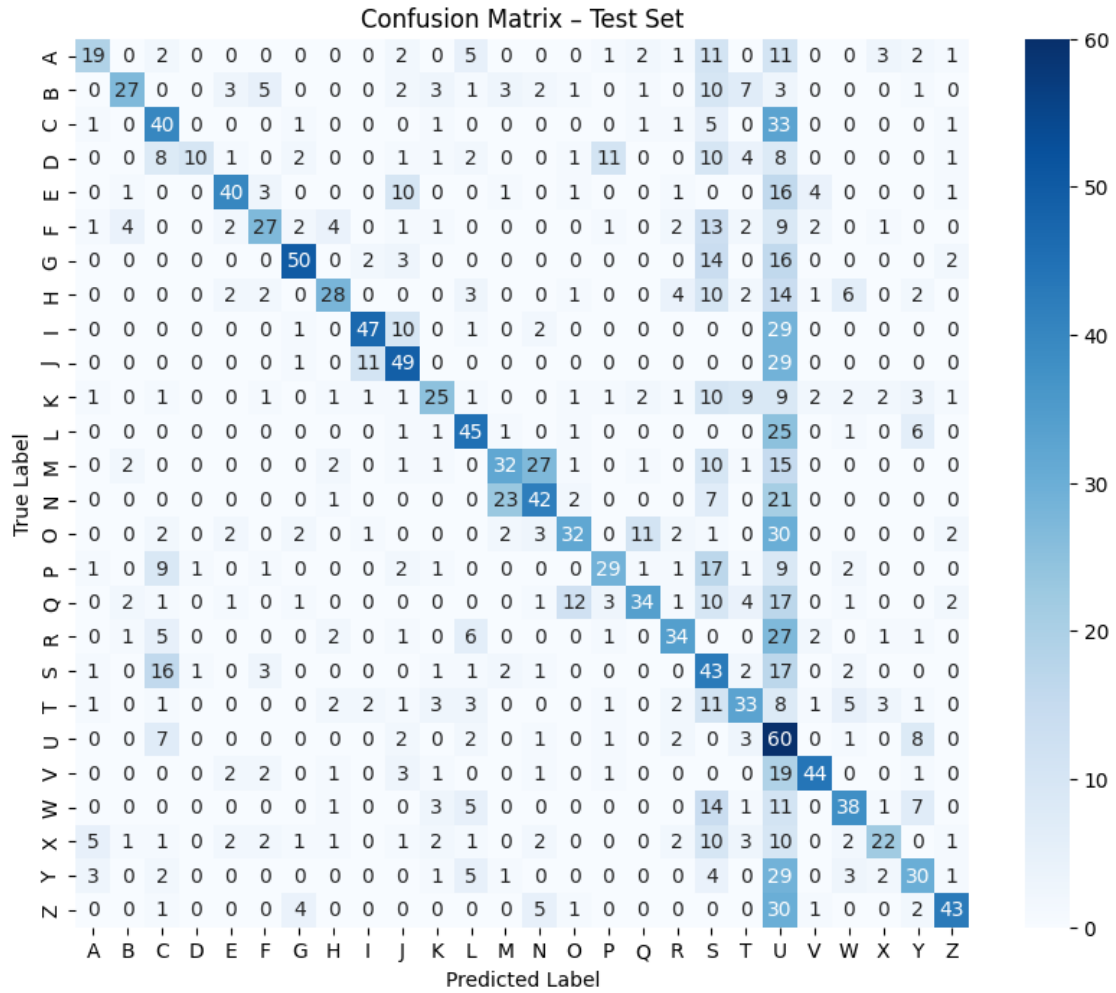 Confusion Matrix – Test Set
A 19 0 2 0 0 0 0 0 0 2 0 5 0 0 0 1 2 1 11 0 11 0 0 3 2 1
B 0 27 0 0 3 5 0 0 0 2 3 1 3 2 1 0 1 0 10 7 3 0 0 0 1 0
C 1 0 40 0 0 0 1 0 0 0 1 0 0 0 0 0 1 1 5 0 33 0 0 0 0 1
D 0 0 8 10 1 0 2 0 0 1 1 2 0 0 1 11 0 0 10 4 8 0 0 0 0 1
E 0 1 0 0 40 3 0 0 0 10 0 0 1 0 1 0 0 1 0 0 16 4 0 0 0 1
F 1 4 0 0 2 27 2 4 0 1 1 0 0 0 0 1 0 2 13 2 9 2 0 1 0 0
G 0 0 0 0 0 0 50 0 2 3 0 0 0 0 0 0 0 0 14 0 16 0 0 0 0 2
H 0 0 0 0 2 2 0 28 0 0 0 3 0 0 1 0 0 4 10 2 14 1 6 0 2 0
I 0 0 0 0 0 0 1 0 47 10 0 1 0 2 0 0 0 0 0 0 29 0 0 0 0 0
J 0 0 0 0 0 0 1 0 11 49 0 0 0 0 0 0 0 0 0 0 29 0 0 0 0 0
K 1 0 1 0 0 1 0 1 1 1 25 1 0 0 1 1 2 1 10 9 9 2 2 2 3 1
L 0 0 0 0 0 0 0 0 0 1 1 45 1 0 1 0 0 0 0 0 25 0 1 0 6 0
M 0 2 0 0 0 0 0 2 0 1 1 0 32 27 1 0 1 0 10 1 15 0 0 0 0 0
N 0 0 0 0 0 0 0 1 0 0 0 0 23 42 2 0 0 0 7 0 21 0 0 0 0 0
O 0 0 2 0 2 0 2 0 1 0 0 0 2 3 32 0 11 2 1 0 30 0 0 0 0 2
P 1 0 9 1 0 1 0 0 0 2 1 0 0 0 0 29 1 1 17 1 9 0 2 0 0 0
Q 0 2 1 0 1 0 1 0 0 0 0 0 0 1 12 3 34 1 10 4 17 0 1 0 0 2
R 0 1 5 0 0 0 0 2 0 1 0 6 0 0 0 1 0 34 0 0 27 2 0 1 1 0
S 1 0 16 1 0 3 0 0 0 0 1 1 2 1 0 0 0 0 43 2 17 0 2 0 0 0
T 1 0 1 0 0 0 0 2 2 1 3 3 0 0 0 1 0 2 11 33 8 1 5 3 1 0
U 0 0 7 0 0 0 0 0 0 2 0 2 0 1 0 1 0 2 0 3 60 0 1 0 8 0
V 0 0 0 0 2 2 0 1 0 3 1 0 0 1 0 1 0 0 0 0 19 44 0 0 1 0
W 0 0 0 0 0 0 0 1 0 0 3 5 0 0 0 0 0 0 14 1 11 0 38 1 7 0
X 5 1 1 0 2 2 1 1 0 1 2 1 0 2 0 0 0 2 10 3 10 0 2 22 0 1
Y 3 0 2 0 0 0 0 0 0 0 1 5 1 0 0 0 0 0 4 0 29 0 3 2 30 1
Z 0 0 1 0 0 0 4 0 0 0 0 0 0 5 1 0 0 0 0 0 30 1 0 0 2 43
A B C D E F G H I J K L M N O P Q R S T U V W X Y Z
Predicted Label
True Label
60
50
40
30
20
10
0